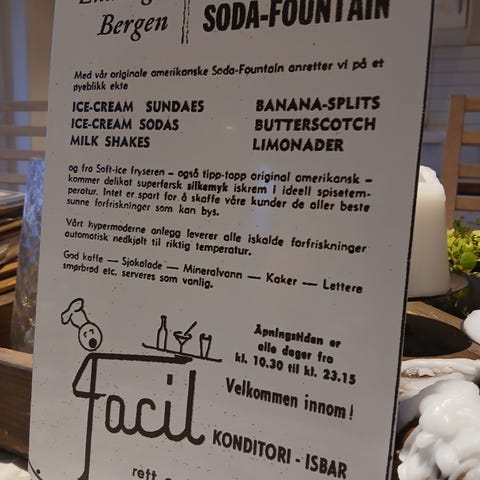 Bergen
SODA-FOUNTAIN
Med vår originale amerikanske Soda-Fountain anretter vi på et
øyeblikk ekte
ICE-CREAM SUNDAES
ICE-CREAM SODAS
MILK SHAKES
BANANA-SPLITS
BUTTERSCOTCH
LIMONADER
og fra Soft-ice fryseren – også tipp-topp original amerikansk –
kommer delikat superfersk silkemyk iskrem i ideell spisetem-
peratur. Intet er spart for å skaffe våre kunder de aller beste
sunne forfriskninger som kan bys.
Vårt hypermoderne anlegg leverer alle iskalde forfriskninger
automatisk nedkjølt til riktig temperatur.
God kaffe — Sjokolade — Mineralvann — Kaker — Lettere
smørbrød etc. serveres som vanlig.
Åpningstiden er
alle dager fra
kl. 10.30 til kl. 23.15
Velkommen innom!
Facil KONDITORI - ISBAR
rett